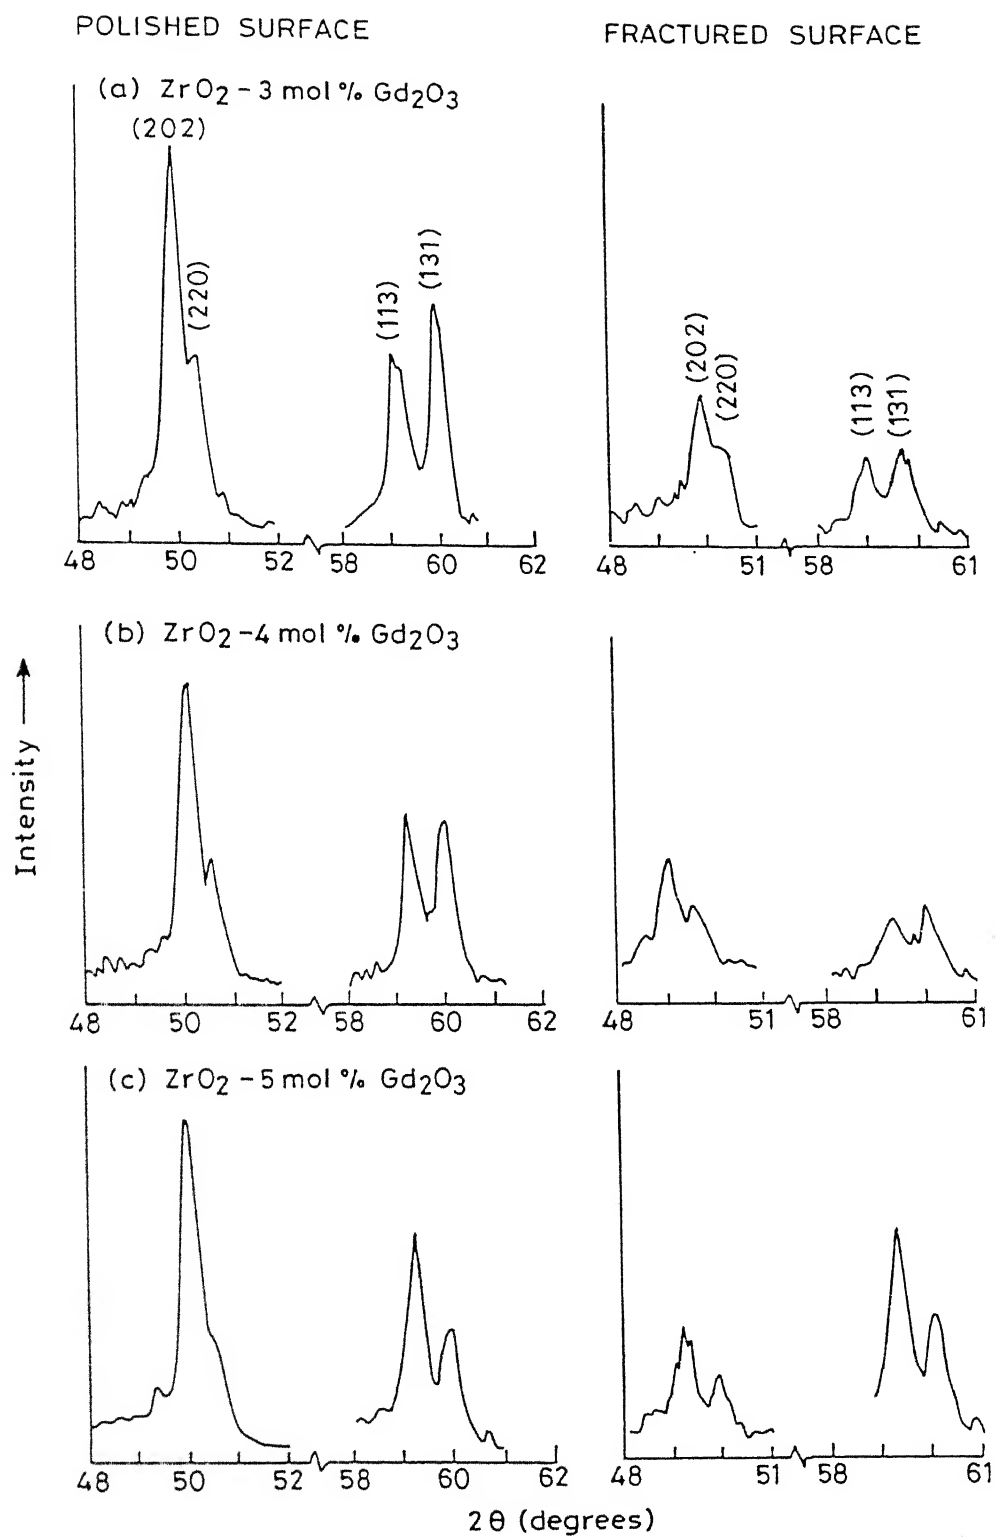 POLISHED SURFACE
FRACTURED SURFACE
(a) ZrO2 - 3 mol % Gd2O3
(202)
(220)
(113)
(131)
48 50 52 58 60 62
(202)
(220)
(113)
(131)
48 51 58 61
Intensity
(b) ZrO2 - 4 mol % Gd2O3
48 50 52 58 60 62
48 51 58 61
(c) ZrO2 - 5 mol % Gd2O3
48 50 52 58 60 62
48 51 58 61
2θ (degrees)